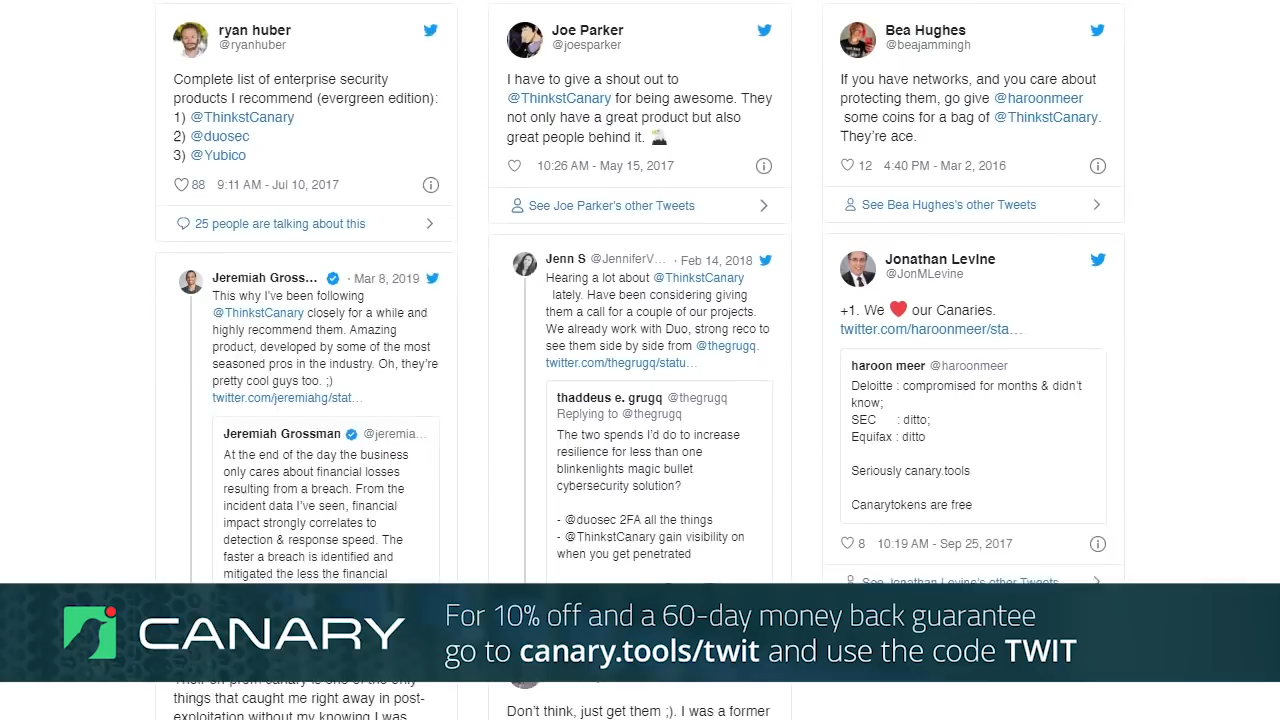 ryan huber
@ryanhuber
Complete list of enterprise security
products I recommend (evergreen edition):
1) @ThinkstCanary
2) @duosec
3) @Yubico
88 9:11 AM - Jul 10, 2017
25 people are talking about this
Jeremiah Gross... · Mar 8, 2019
This why I've been following
@ThinkstCanary closely for a while and
highly recommend them. Amazing
product, developed by some of the most
seasoned pros in the industry. Oh, they're
pretty cool guys too. ;)
twitter.com/jeremiahg/stat…
Jeremiah Grossman @jeremia...
At the end of the day the business
only cares about financial losses
resulting from a breach. From the
incident data I've seen, financial
impact strongly correlates to
detection & response speed. The
faster a breach is identified and
mitigated the less the financial
things that caught me right away in post-
exploitation without my knowing I was
Joe Parker
@joesparker
I have to give a shout out to
@ThinkstCanary for being awesome. They
not only have a great product but also
great people behind it.
10:26 AM - May 15, 2017
See Joe Parker's other Tweets
Jenn S @JenniferV... · Feb 14, 2018
Hearing a lot about @ThinkstCanary
lately. Have been considering giving
them a call for a couple of our projects.
We already work with Duo, strong reco to
see them side by side from @thegrugq.
twitter.com/thegrugq/statu…
thaddeus e. grugq @thegrugq
Replying to @thegrugq
The two spends I'd do to increase
resilience for less than one
blinkenlights magic bullet
cybersecurity solution?
- @duosec 2FA all the things
- @ThinkstCanary gain visibility on
when you get penetrated
Don't think, just get them ;). I was a former
Bea Hughes
@beajammingh
If you have networks, and you care about
protecting them, go give @haroonmeer
some coins for a bag of @ThinkstCanary.
They're ace.
12 4:40 PM - Mar 2, 2016
See Bea Hughes's other Tweets
Jonathan Levine
@JonMLevine
+1. We ❤ our Canaries.
twitter.com/haroonmeer/sta…
haroon meer @haroonmeer
Deloitte : compromised for months & didn't
know;
SEC : ditto;
Equifax : ditto
Seriously canary.tools
Canarytokens are free
8 10:19 AM - Sep 25, 2017
See Jonathan Levine's other Tweets
CANARY
For 10% off and a 60-day money back guarantee
go to canary.tools/twit and use the code TWIT